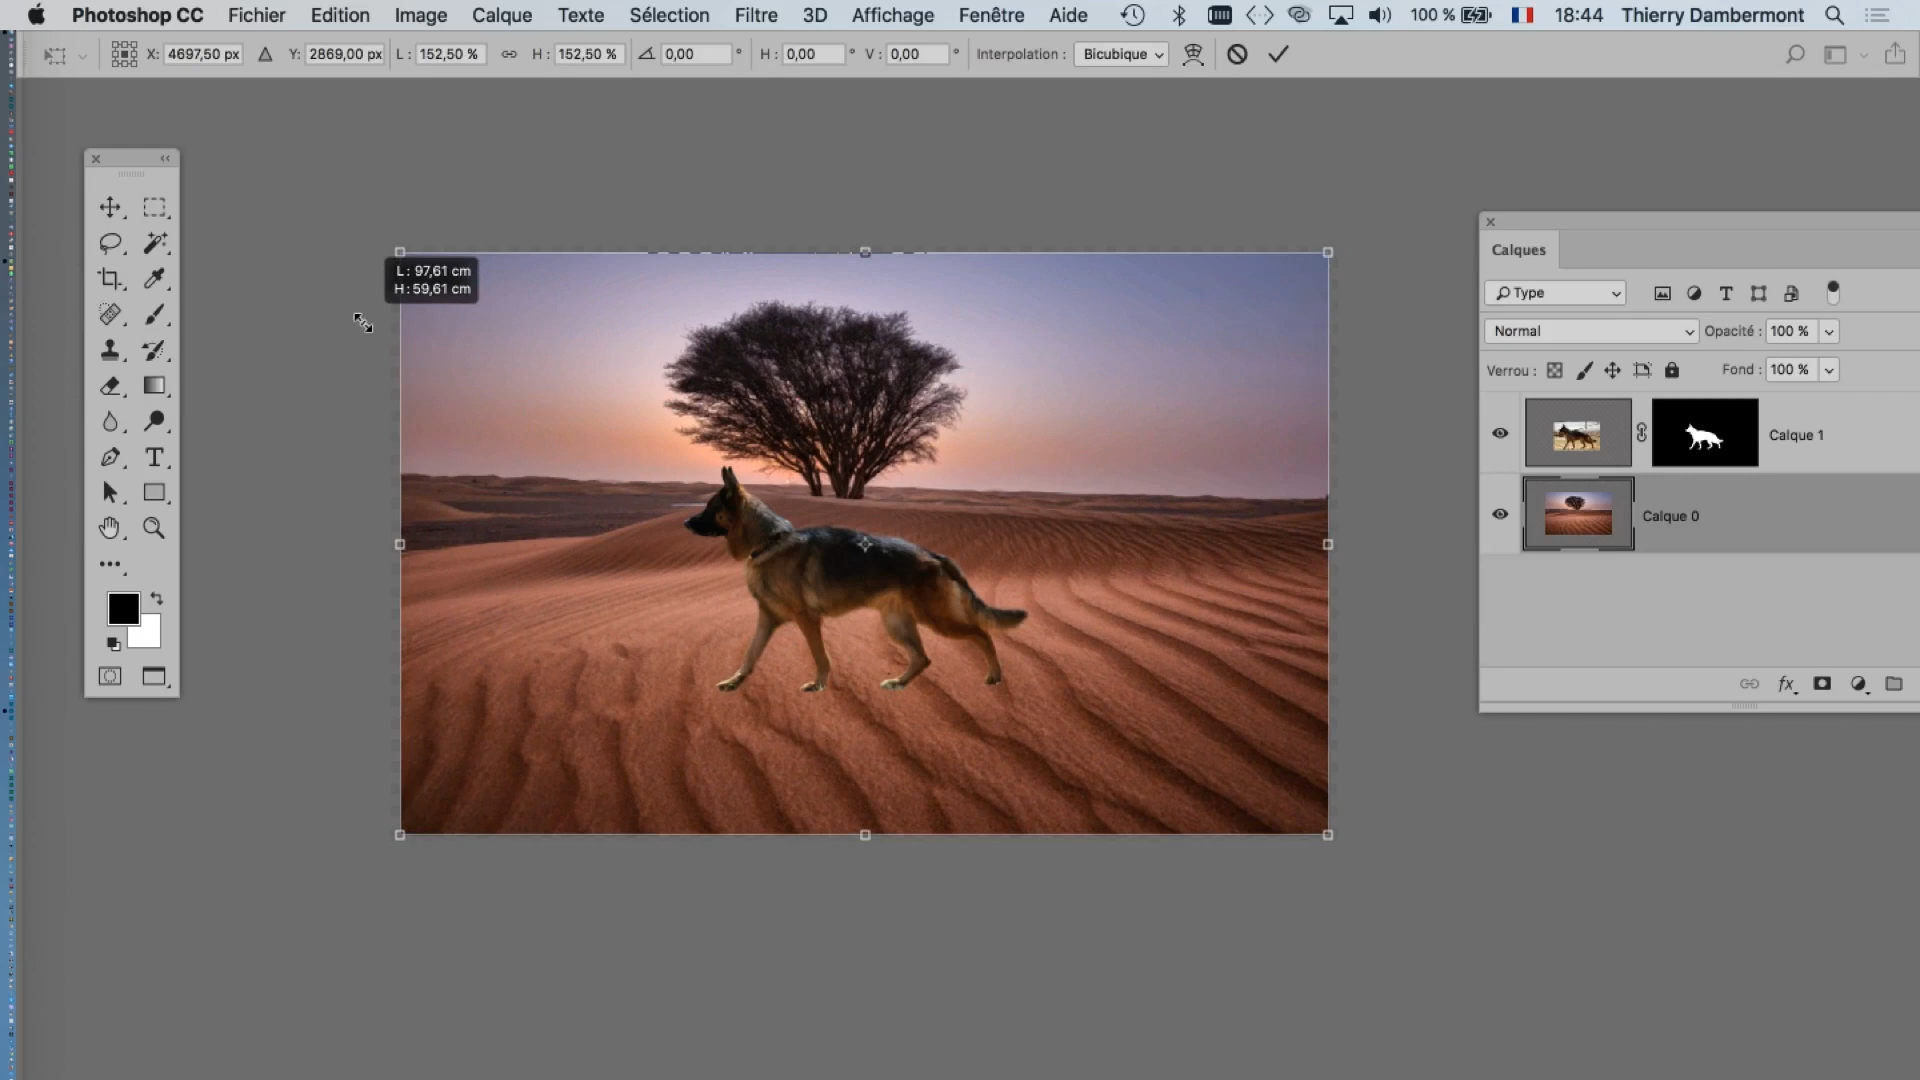 Photoshop CC Fichier Edition Image Calque Texte Sélection Filtre 3D Affichage Fenêtre Aide 100 % 18:44 Thierry Dambermont
X: 4697,50 px Y: 2869,00 px L : 152,50 % H : 152,50 % 0,00 ° H : 0,00 ° V : 0,00 ° Interpolation : Bicubique
L : 97,61 cm
H : 59,61 cm
Calques
Type
Normal Opacité : 100 %
Verrou : Fond : 100 %
Calque 1
Calque 0
fx